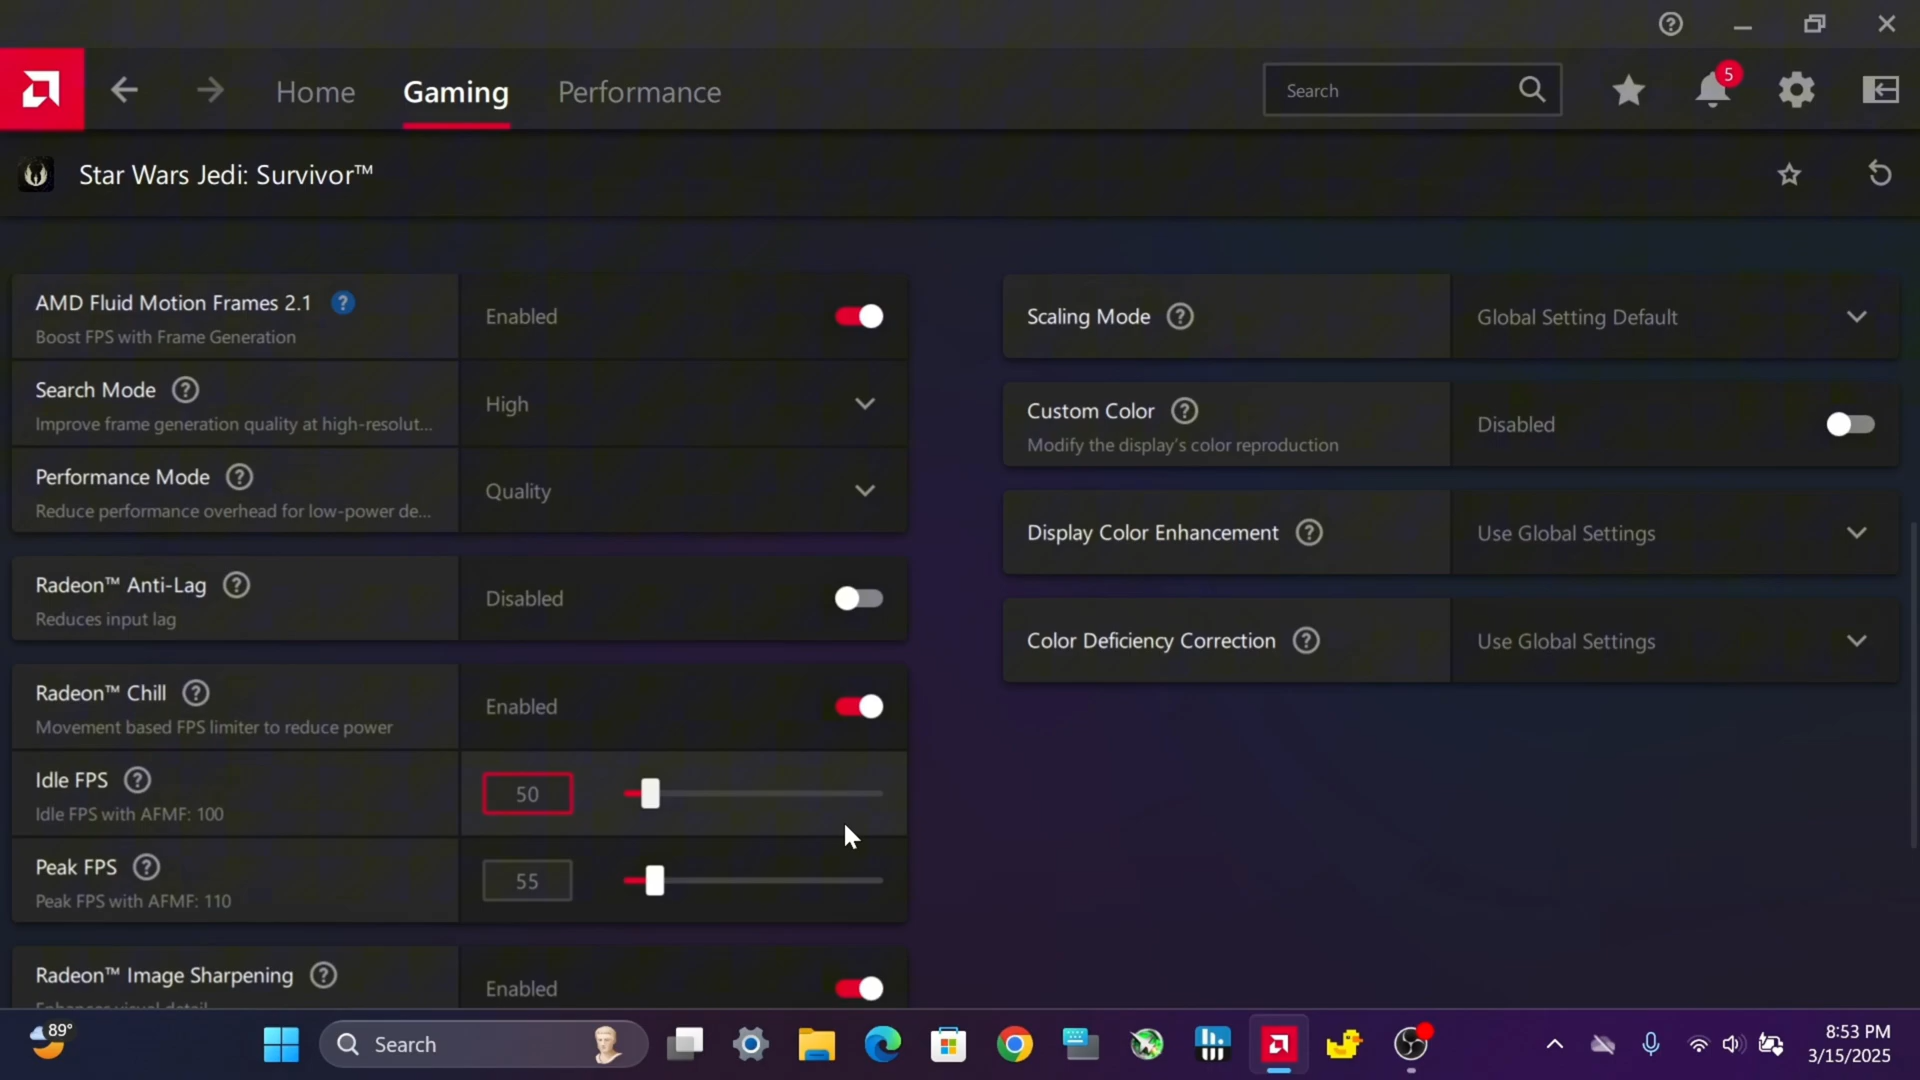 Home
Gaming
Performance
Search
5
Star Wars Jedi: Survivor™
AMD Fluid Motion Frames 2.1
Boost FPS with Frame Generation
Enabled
Search Mode
Improve frame generation quality at high-resolut...
High
Performance Mode
Reduce performance overhead for low-power de...
Quality
Radeon™ Anti-Lag
Reduces input lag
Disabled
Radeon™ Chill
Movement based FPS limiter to reduce power
Enabled
Idle FPS
Idle FPS with AFMF: 100
50
Peak FPS
Peak FPS with AFMF: 110
55
Radeon™ Image Sharpening
Enabled
Scaling Mode
Global Setting Default
Custom Color
Modify the display's color reproduction
Disabled
Display Color Enhancement
Use Global Settings
Color Deficiency Correction
Use Global Settings
89°
Search
8:53 PM
3/15/2025